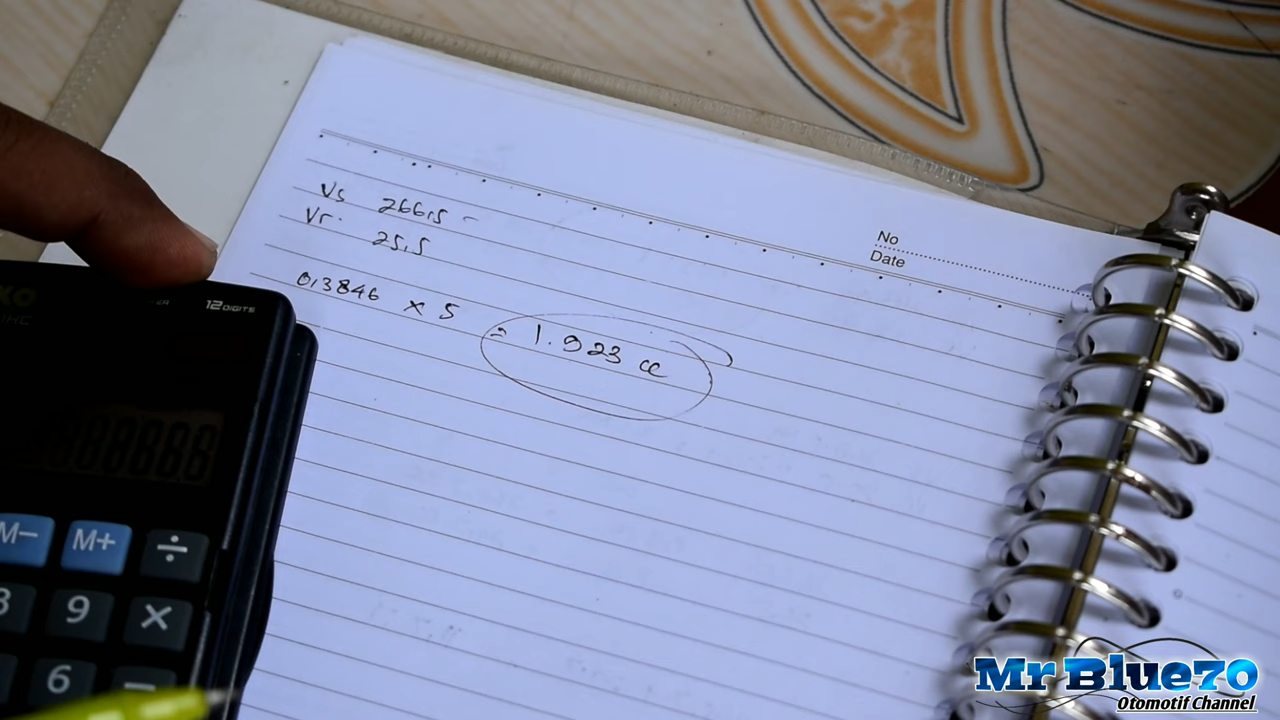 No
Date
Vs 266,5 -
Vr. 25,5
0,3846 x 5 = 1.923 cc
12 DIGITS
M- M+ ÷
9 ×
6 −
Mr Blue70
Otomotif Channel